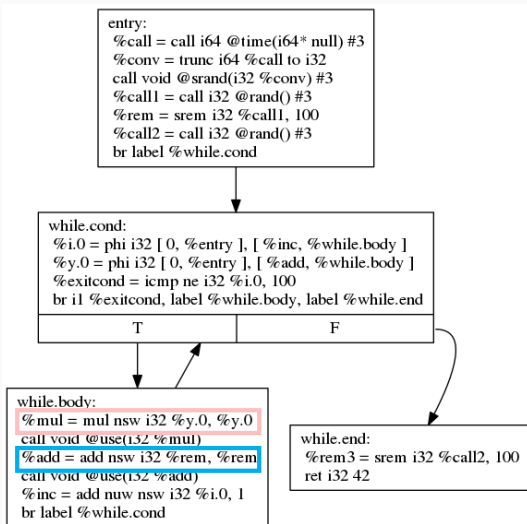 entry:
%call = call i64 @time(i64* null) #3
%conv = trunc i64 %call to i32
call void @srand(i32 %conv) #3
%call1 = call i32 @rand() #3
%rem = srem i32 %call1, 100
%call2 = call i32 @rand() #3
br label %while.cond
while.cond:
%i.0 = phi i32 [ 0, %entry ], [ %inc, %while.body ]
%y.0 = phi i32 [ 0, %entry ], [ %add, %while.body ]
%exitcond = icmp ne i32 %i.0, 100
br i1 %exitcond, label %while.body, label %while.end
T
F
while.body:
%mul = mul nsw i32 %y.0, %y.0
call void @use(i32 %mul)
%add = add nsw i32 %rem, %rem
call void @use(i32 %add)
%inc = add nuw nsw i32 %i.0, 1
br label %while.cond
while.end:
%rem3 = srem i32 %call2, 100
ret i32 42